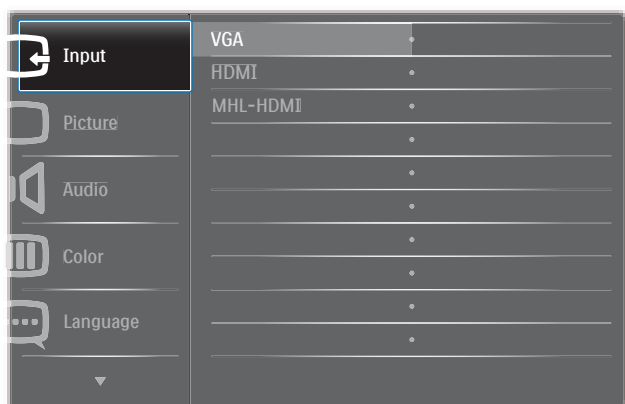 Input
Picture
Audio
Color
Language
VGA
HDMI
MHL-HDMI